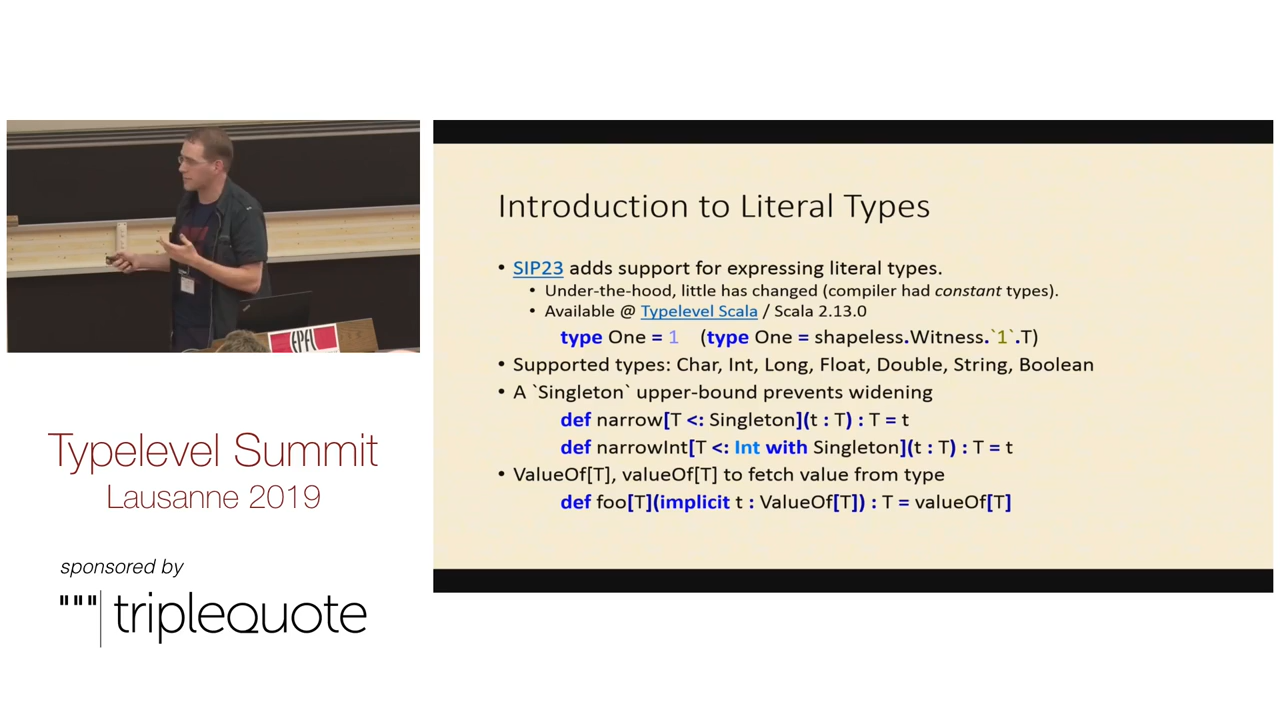 Introduction to Literal Types
• SIP23 adds support for expressing literal types.
• Under-the-hood, little has changed (compiler had constant types).
• Available @ Typelevel Scala / Scala 2.13.0
type One = 1 (type One = shapeless.Witness.`1`.T)
• Supported types: Char, Int, Long, Float, Double, String, Boolean
• A `Singleton` upper-bound prevents widening
def narrow[T <: Singleton](t : T) : T = t
def narrowInt[T <: Int with Singleton](t : T) : T = t
• ValueOf[T], valueOf[T] to fetch value from type
def foo[T](implicit t : ValueOf[T]) : T = valueOf[T]
EPFL
Typelevel Summit
Lausanne 2019
sponsored by
"""|triplequote